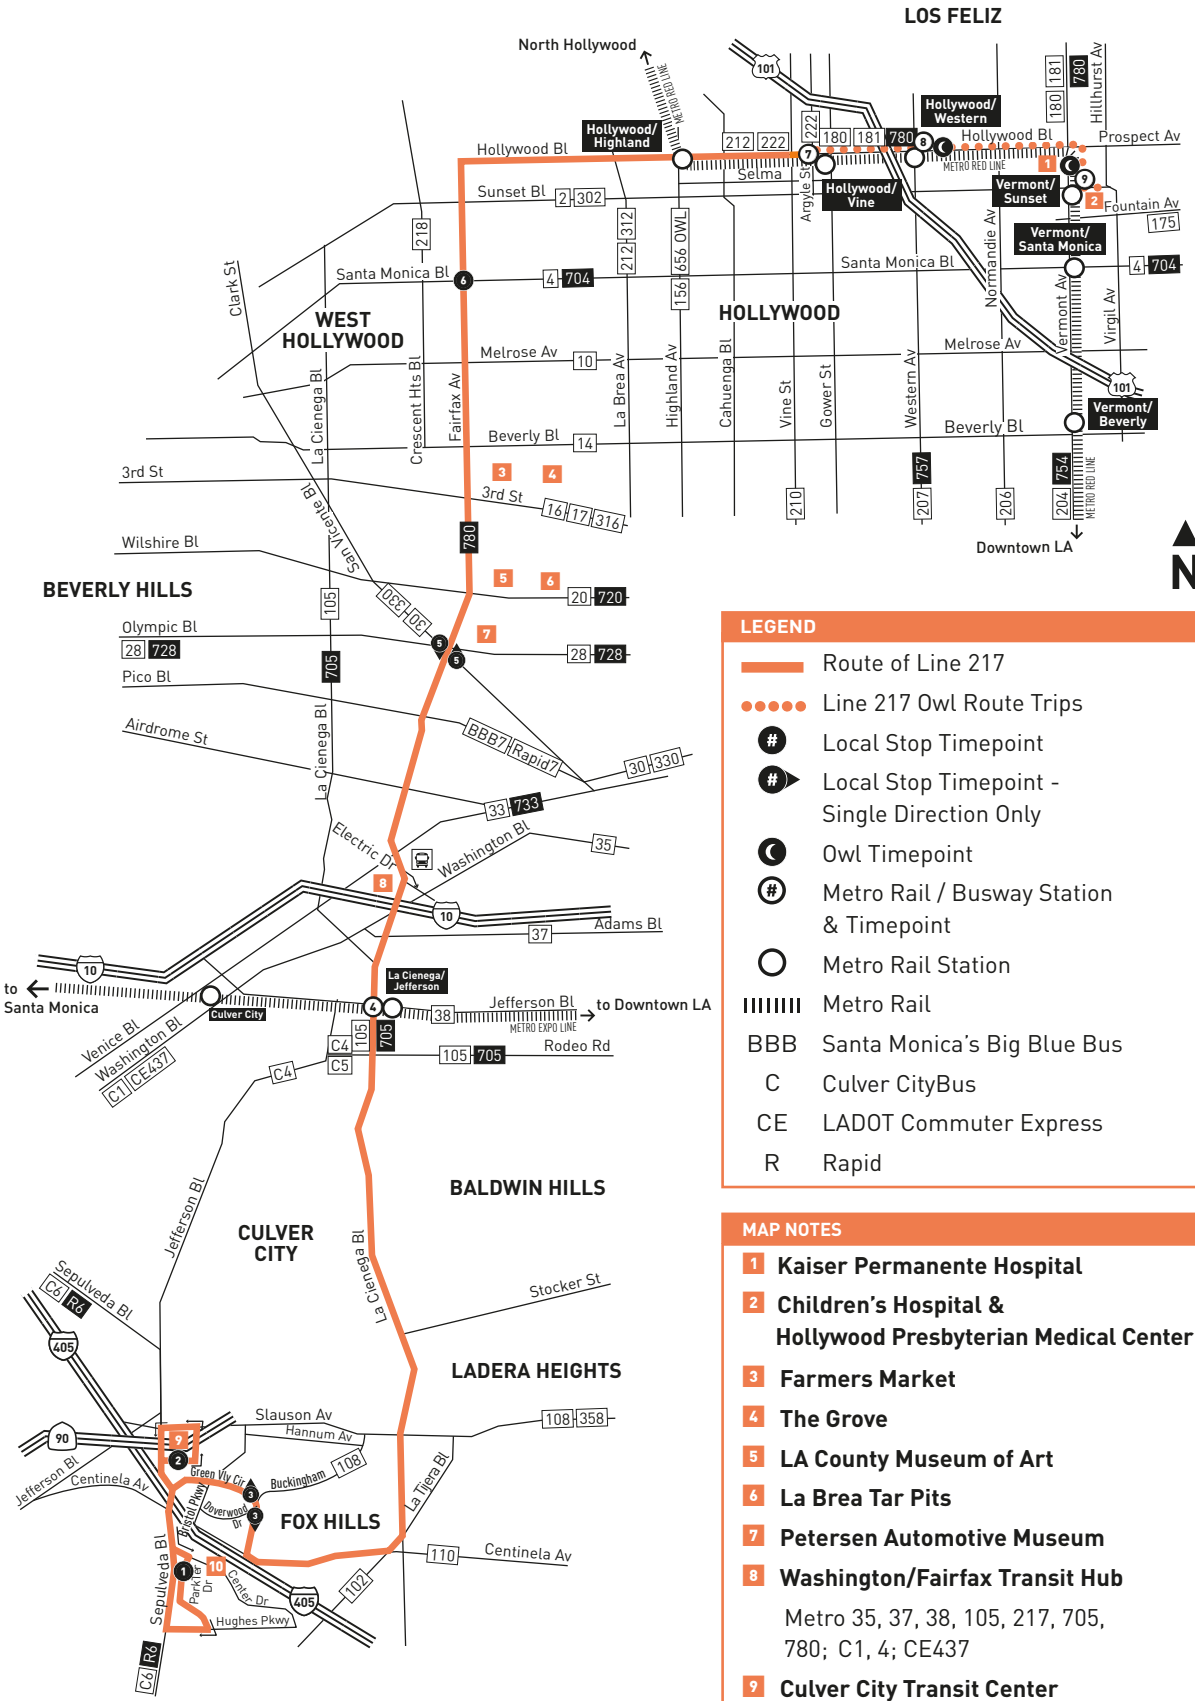 LOS FELIZ
North Hollywood
METRO RED LINE
101
Hollywood/
Highland
Hollywood Bl
212 222
222
180 181 780
Hollywood/
Western
180 181
780
Hillhurst Av
Hollywood Bl
Prospect Av
7
8
METRO RED LINE
1
9
2
Selma
Argyle St
Hollywood/
Vine
Vermont/
Sunset
Fountain Av
175
Sunset Bl
2-302
218
212-312
156-656 OWL
Vermont/
Santa Monica
Normandie Av
Clark St
Santa Monica Bl
6
4 704
Santa Monica Bl
4 704
WEST
HOLLYWOOD
HOLLYWOOD
Vermont Av
Virgil Av
Melrose Av
10
Melrose Av
101
La Cienega Bl
Crescent Hts Bl
Fairfax Av
La Brea Av
Highland Av
Cahuenga Bl
Vine St
Gower St
Western Av
Vermont/
Beverly
Beverly Bl
14
Beverly Bl
3rd St
3
4
3rd St
16-17-316
San Vicente Bl
757
207
210
206
754
204
METRO RED LINE
Downtown LA
N
Wilshire Bl
780
5
6
20-720
BEVERLY HILLS
105
330-30
Olympic Bl
28 728
5
5
7
28-728
705
Pico Bl
La Cienega Bl
Airdrome St
BBB7-Rapid7
30-330
33-733
Electric Dr
Washington Bl
35
8
10
Adams Bl
37
10
to
Santa Monica
Culver City
La Cienega/
Jefferson
4
38
Jefferson Bl
METRO EXPO LINE
to Downtown LA
Venice Bl
Washington Bl
C1 CE437
C4
C5
105
705
105-705
Rodeo Rd
C4
Jefferson Bl
BALDWIN HILLS
CULVER
CITY
La Cienega Bl
Stocker St
Sepulveda Bl
C6 R6
405
LADERA HEIGHTS
Slauson Av
108-358
Hannum Av
90
9
2
Jefferson Bl
Centinela Av
Green Vly Cir
Buckingham
108
3
3
Bristol Pkwy
Doverwood
Dr
La Tijera Bl
FOX HILLS
110
Centinela Av
102
Sepulveda Bl
1
10
Parkter
Dr
Center Dr
405
Hughes Pkwy
C6 R6
LEGEND
Route of Line 217
Line 217 Owl Route Trips
# Local Stop Timepoint
# Local Stop Timepoint -
Single Direction Only
Owl Timepoint
# Metro Rail / Busway Station
& Timepoint
Metro Rail Station
Metro Rail
BBB Santa Monica's Big Blue Bus
C Culver CityBus
CE LADOT Commuter Express
R Rapid
MAP NOTES
1 Kaiser Permanente Hospital
2 Children's Hospital &
Hollywood Presbyterian Medical Center
3 Farmers Market
4 The Grove
5 LA County Museum of Art
6 La Brea Tar Pits
7 Petersen Automotive Museum
8 Washington/Fairfax Transit Hub
Metro 35, 37, 38, 105, 217, 705,
780; C1, 4; CE437
9 Culver City Transit Center